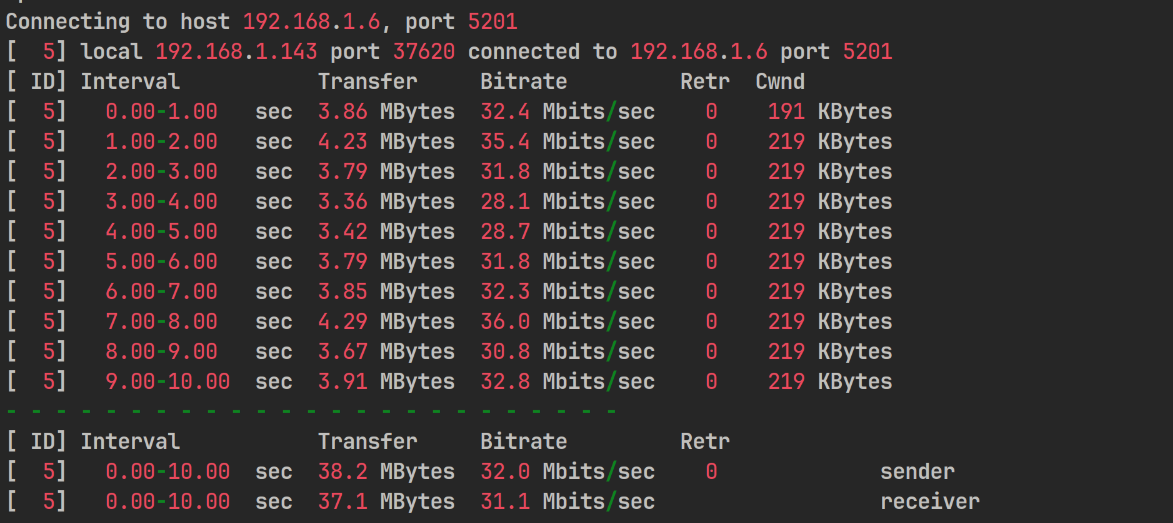 Connecting to host 192.168.1.6, port 5201
[  5] local 192.168.1.143 port 37620 connected to 192.168.1.6 port 5201
[ ID] Interval           Transfer     Bitrate         Retr  Cwnd
[  5]   0.00-1.00   sec  3.86 MBytes  32.4 Mbits/sec    0    191 KBytes
[  5]   1.00-2.00   sec  4.23 MBytes  35.4 Mbits/sec    0    219 KBytes
[  5]   2.00-3.00   sec  3.79 MBytes  31.8 Mbits/sec    0    219 KBytes
[  5]   3.00-4.00   sec  3.36 MBytes  28.1 Mbits/sec    0    219 KBytes
[  5]   4.00-5.00   sec  3.42 MBytes  28.7 Mbits/sec    0    219 KBytes
[  5]   5.00-6.00   sec  3.79 MBytes  31.8 Mbits/sec    0    219 KBytes
[  5]   6.00-7.00   sec  3.85 MBytes  32.3 Mbits/sec    0    219 KBytes
[  5]   7.00-8.00   sec  4.29 MBytes  36.0 Mbits/sec    0    219 KBytes
[  5]   8.00-9.00   sec  3.67 MBytes  30.8 Mbits/sec    0    219 KBytes
[  5]   9.00-10.00  sec  3.91 MBytes  32.8 Mbits/sec    0    219 KBytes
- - - - - - - - - - - - - - - - - - - - - - - - -
[ ID] Interval           Transfer     Bitrate         Retr
[  5]   0.00-10.00  sec  38.2 MBytes  32.0 Mbits/sec    0             sender
[  5]   0.00-10.00  sec  37.1 MBytes  31.1 Mbits/sec                  receiver